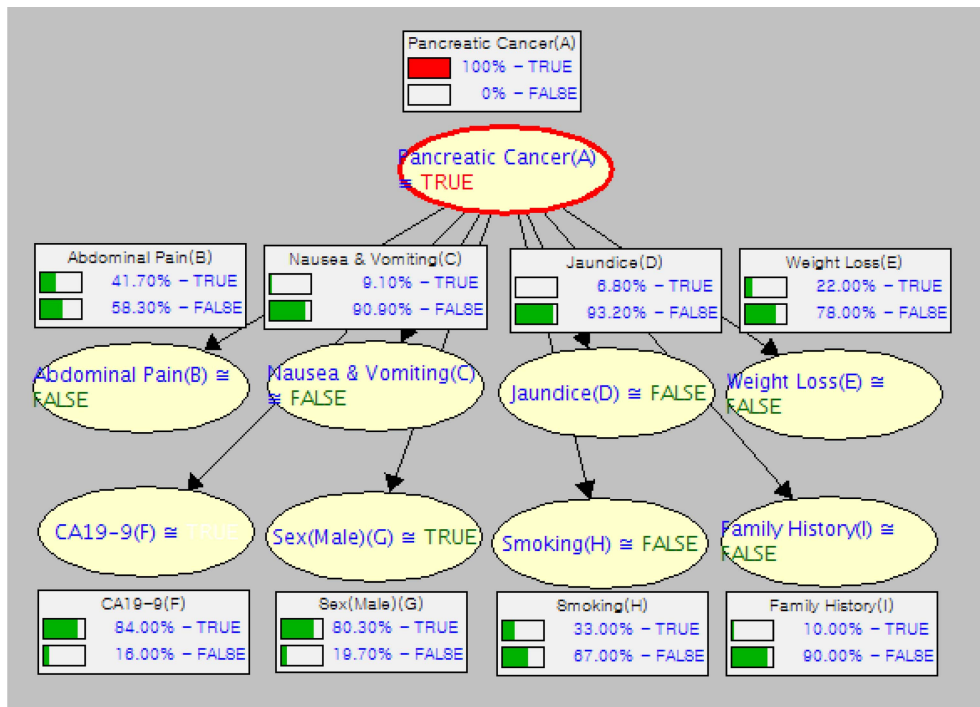 Pancreatic Cancer(A)
100% - TRUE
0% - FALSE
Pancreatic Cancer(A)
≅ TRUE
Abdominal Pain(B)
41.70% - TRUE
58.30% - FALSE
Nausea & Vomiting(C)
9.10% - TRUE
90.90% - FALSE
Jaundice(D)
6.80% - TRUE
93.20% - FALSE
Weight Loss(E)
22.00% - TRUE
78.00% - FALSE
Abdominal Pain(B) ≅
FALSE
Nausea & Vomiting(C)
≅ FALSE
Jaundice(D) ≅ FALSE
Weight Loss(E) ≅
FALSE
CA19-9(F) ≅ TRUE
Sex(Male)(G) ≅ TRUE
Smoking(H) ≅ FALSE
Family History(I) ≅
FALSE
CA19-9(F)
84.00% - TRUE
16.00% - FALSE
Sex(Male)(G)
80.30% - TRUE
19.70% - FALSE
Smoking(H)
33.00% - TRUE
67.00% - FALSE
Family History(I)
10.00% - TRUE
90.00% - FALSE